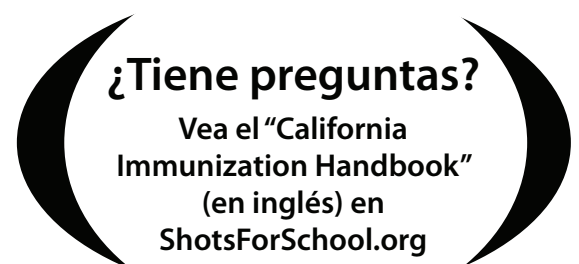 ¿Tiene preguntas?
Vea el “California
Immunization Handbook”
(en inglés) en
ShotsForSchool.org